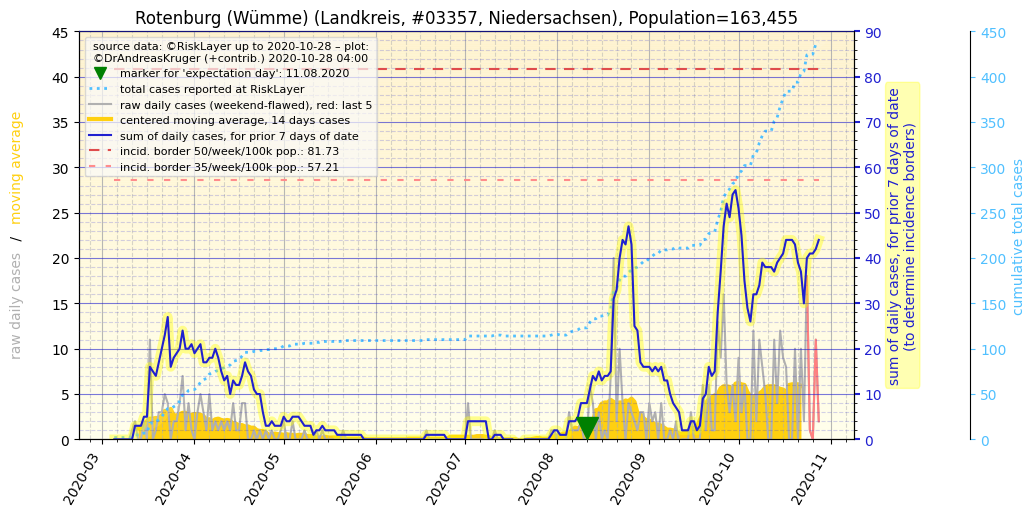 Rotenburg (Wümme) (Landkreis, #03357, Niedersachsen), Population=163,455
source data: ©RiskLayer up to 2020-10-28 – plot:
©DrAndreasKruger (+contrib.) 2020-10-28 04:00
marker for 'expectation day': 11.08.2020
total cases reported at RiskLayer
raw daily cases (weekend-flawed), red: last 5
centered moving average, 14 days cases
sum of daily cases, for prior 7 days of date
incid. border 50/week/100k pop.: 81.73
incid. border 35/week/100k pop.: 57.21
raw daily cases / moving average
45
40
35
30
25
20
15
10
5
0
2020-03
2020-04
2020-05
2020-06
2020-07
2020-08
2020-09
2020-10
2020-11
90
80
70
60
50
40
30
20
10
0
sum of daily cases, for prior 7 days of date
(to determine incidence borders)
450
400
350
300
250
200
150
100
50
0
cumulative total cases